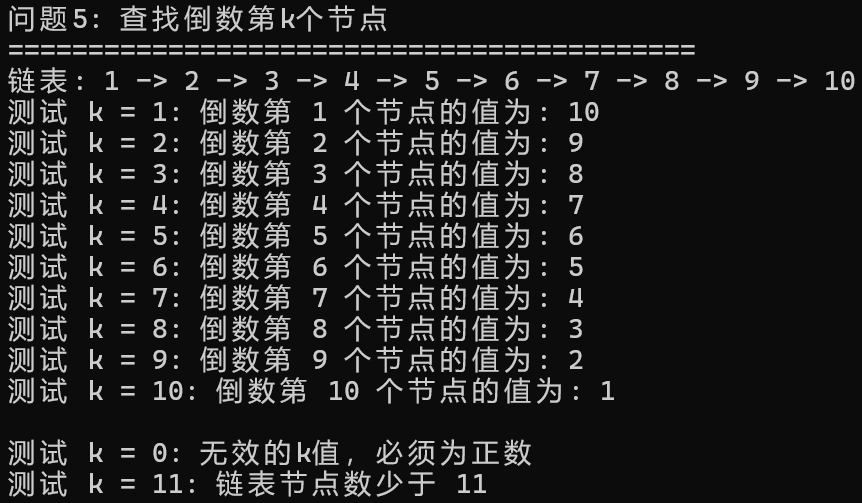 问题5: 查找倒数第k个节点
===========================================
链表: 1 -> 2 -> 3 -> 4 -> 5 -> 6 -> 7 -> 8 -> 9 -> 10
测试 k = 1: 倒数第 1 个节点的值为: 10
测试 k = 2: 倒数第 2 个节点的值为: 9
测试 k = 3: 倒数第 3 个节点的值为: 8
测试 k = 4: 倒数第 4 个节点的值为: 7
测试 k = 5: 倒数第 5 个节点的值为: 6
测试 k = 6: 倒数第 6 个节点的值为: 5
测试 k = 7: 倒数第 7 个节点的值为: 4
测试 k = 8: 倒数第 8 个节点的值为: 3
测试 k = 9: 倒数第 9 个节点的值为: 2
测试 k = 10: 倒数第 10 个节点的值为: 1
测试 k = 0: 无效的k值, 必须为正数
测试 k = 11: 链表节点数少于 11